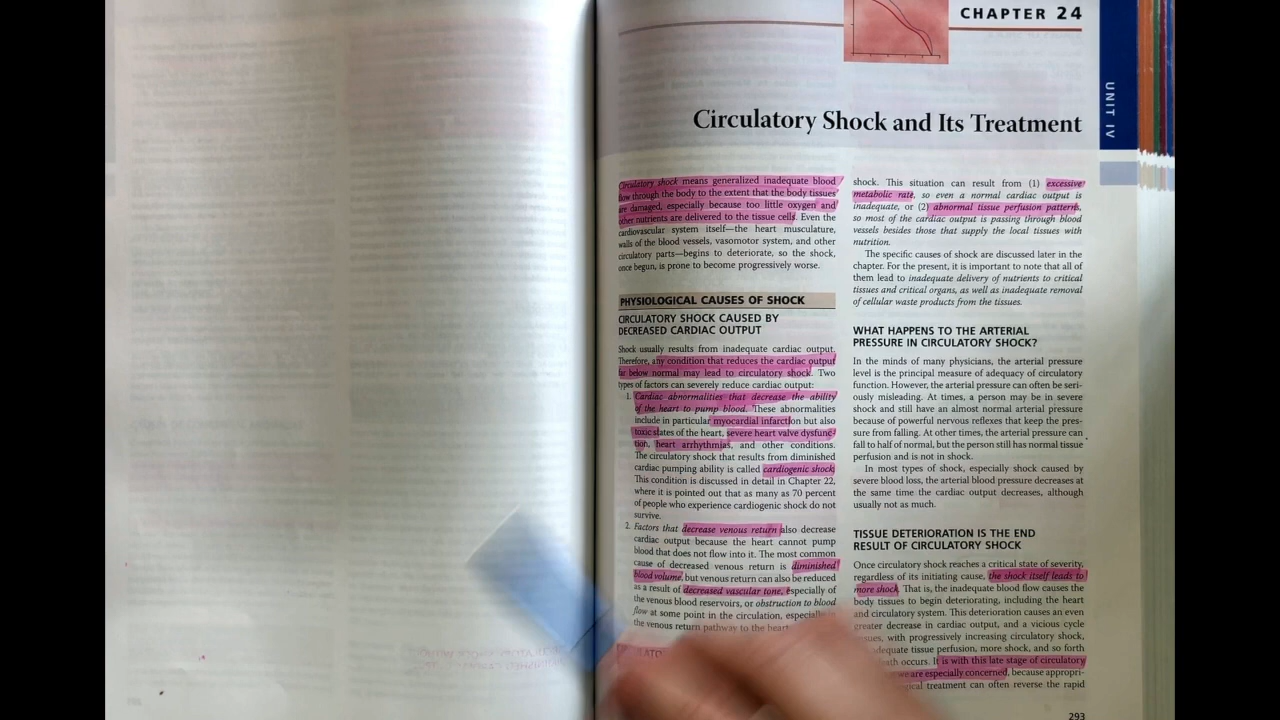 CHAPTER 24
UNIT IV
Circulatory Shock and Its Treatment
Circulatory shock means generalized inadequate blood
flow through the body to the extent that the body tissues
are damaged, especially because too little oxygen and
other nutrients are delivered to the tissue cells. Even the
cardiovascular system itself—the heart musculature,
walls of the blood vessels, vasomotor system, and other
circulatory parts—begins to deteriorate, so the shock,
once begun, is prone to become progressively worse.
PHYSIOLOGICAL CAUSES OF SHOCK
CIRCULATORY SHOCK CAUSED BY
DECREASED CARDIAC OUTPUT
Shock usually results from inadequate cardiac output.
Therefore, any condition that reduces the cardiac output
far below normal may lead to circulatory shock. Two
types of factors can severely reduce cardiac output:
1. Cardiac abnormalities that decrease the ability
of the heart to pump blood. These abnormalities
include in particular myocardial infarction but also
toxic states of the heart, severe heart valve dysfunc-
tion, heart arrhythmias, and other conditions.
The circulatory shock that results from diminished
cardiac pumping ability is called cardiogenic shock
This condition is discussed in detail in Chapter 22,
where it is pointed out that as many as 70 percent
of people who experience cardiogenic shock do not
survive.
2. Factors that decrease venous return also decrease
cardiac output because the heart cannot pump
blood that does not flow into it. The most common
cause of decreased venous return is diminished
blood volume, but venous return can also be reduced
as a result of decreased vascular tone, especially of
the venous blood reservoirs, or obstruction to blood
flow at some point in the circulation, especially in
the venous return pathway to the heart
shock. This situation can result from (1) excessive
metabolic rate, so even a normal cardiac output is
inadequate, or (2) abnormal tissue perfusion patterns,
so most of the cardiac output is passing through blood
vessels besides those that supply the local tissues with
nutrition.
The specific causes of shock are discussed later in the
chapter. For the present, it is important to note that all of
them lead to inadequate delivery of nutrients to critical
tissues and critical organs, as well as inadequate removal
of cellular waste products from the tissues.
WHAT HAPPENS TO THE ARTERIAL
PRESSURE IN CIRCULATORY SHOCK?
In the minds of many physicians, the arterial pressure
level is the principal measure of adequacy of circulatory
function. However, the arterial pressure can often be seri-
ously misleading. At times, a person may be in severe
shock and still have an almost normal arterial pressure
because of powerful nervous reflexes that keep the pres-
sure from falling. At other times, the arterial pressure can
fall to half of normal, but the person still has normal tissue
perfusion and is not in shock.
In most types of shock, especially shock caused by
severe blood loss, the arterial blood pressure decreases at
the same time the cardiac output decreases, although
usually not as much.
TISSUE DETERIORATION IS THE END
RESULT OF CIRCULATORY SHOCK
Once circulatory shock reaches a critical state of severity,
regardless of its initiating cause, the shock itself leads to
more shock. That is, the inadequate blood flow causes the
body tissues to begin deteriorating, including the heart
and circulatory system. This deterioration causes an even
greater decrease in cardiac output, and a vicious cycle
with progressively increasing circulatory shock,
adequate tissue perfusion, more shock, and so forth
occurs. It is with this late stage of circulatory
we are especially concerned, because appropri-
treatment can often reverse the rapid
293